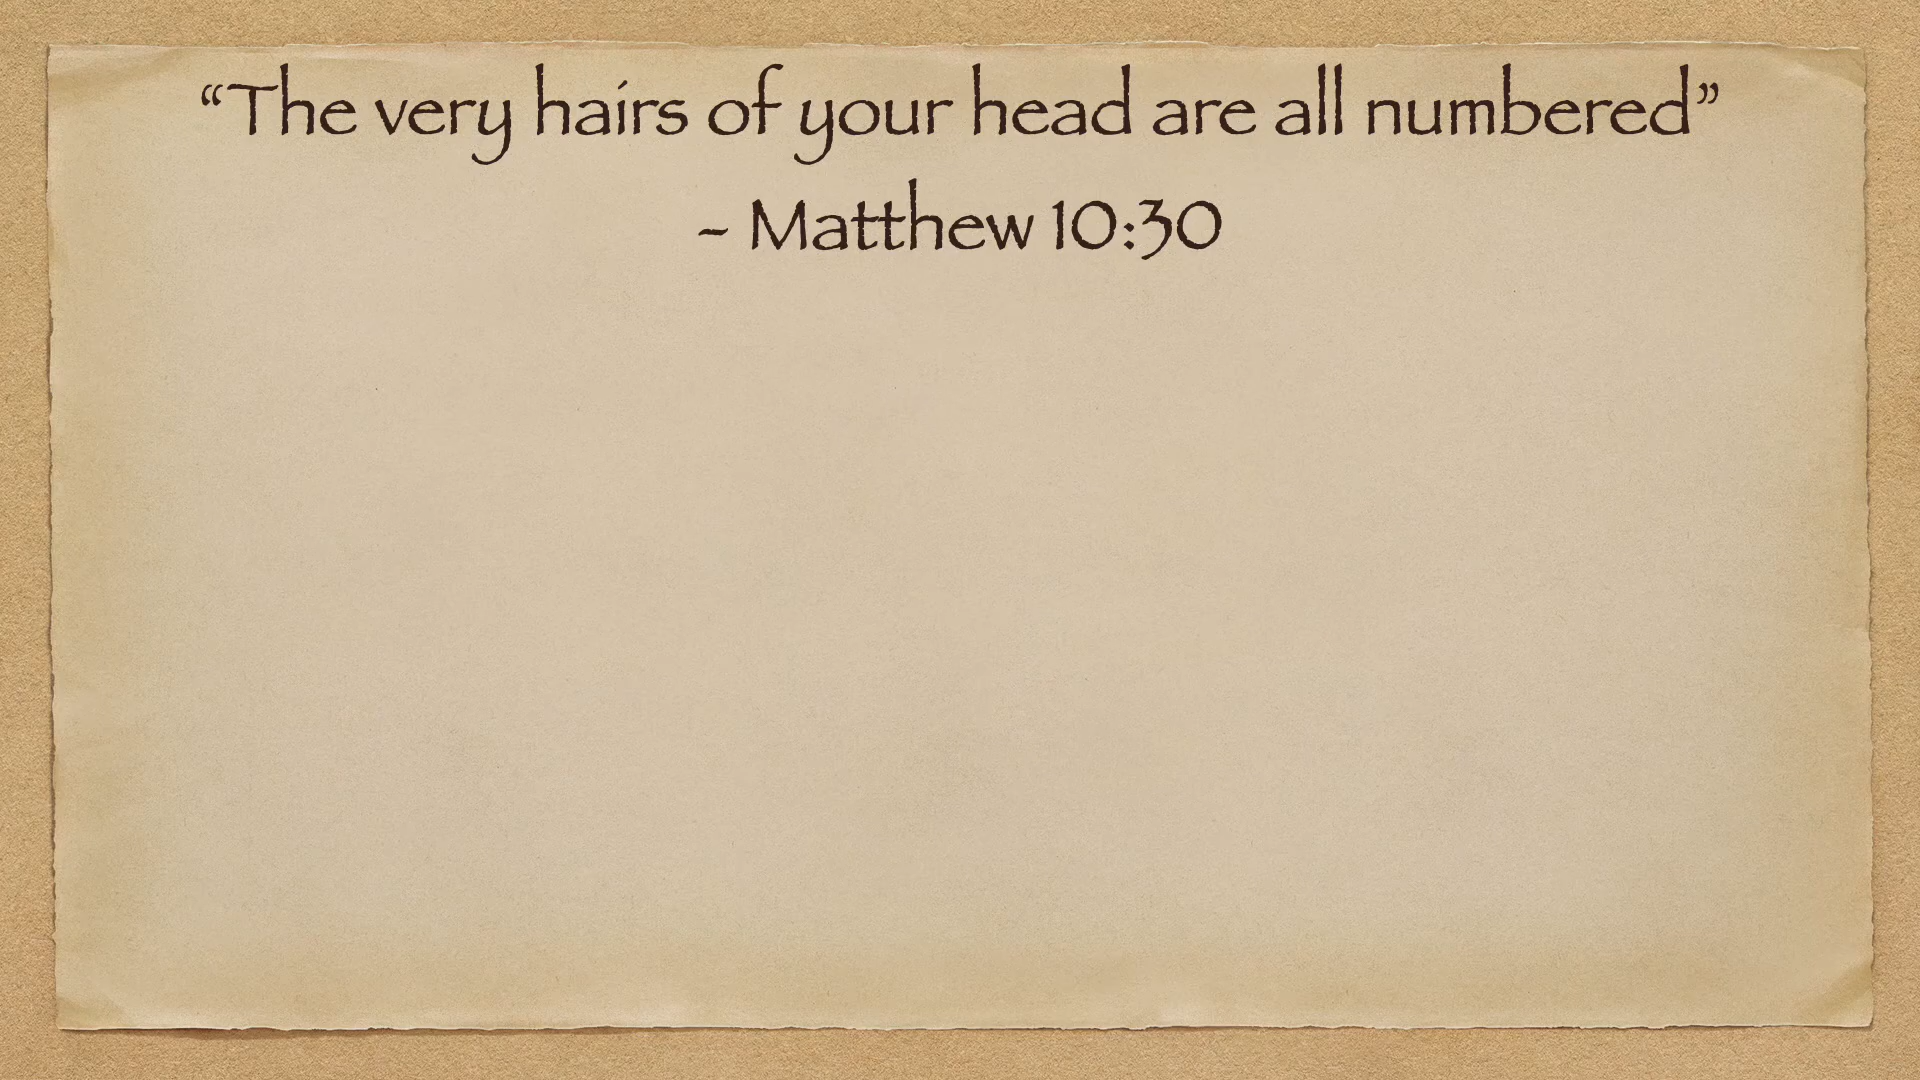 “The very hairs of your head are all numbered”
- Matthew 10:30